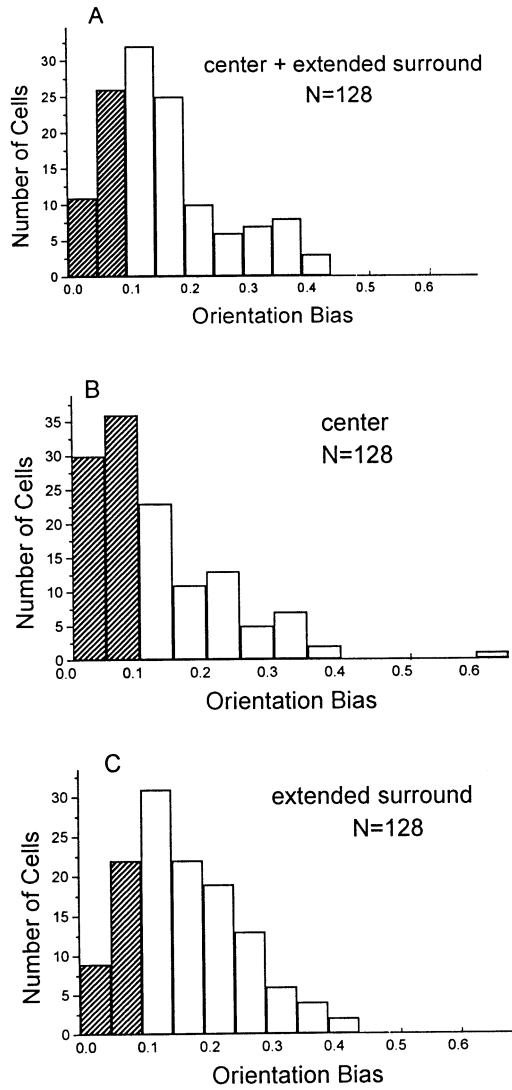 A
center + extended surround
N=128
Number of Cells
30
25
20
15
10
5
0
0.0 0.1 0.2 0.3 0.4 0.5 0.6
Orientation Bias
B
center
N=128
Number of Cells
35
30
25
20
15
10
5
0
0.0 0.1 0.2 0.3 0.4 0.5 0.6
Orientation Bias
C
extended surround
N=128
Number of Cells
30
25
20
15
10
5
0
0.0 0.1 0.2 0.3 0.4 0.5 0.6
Orientation Bias